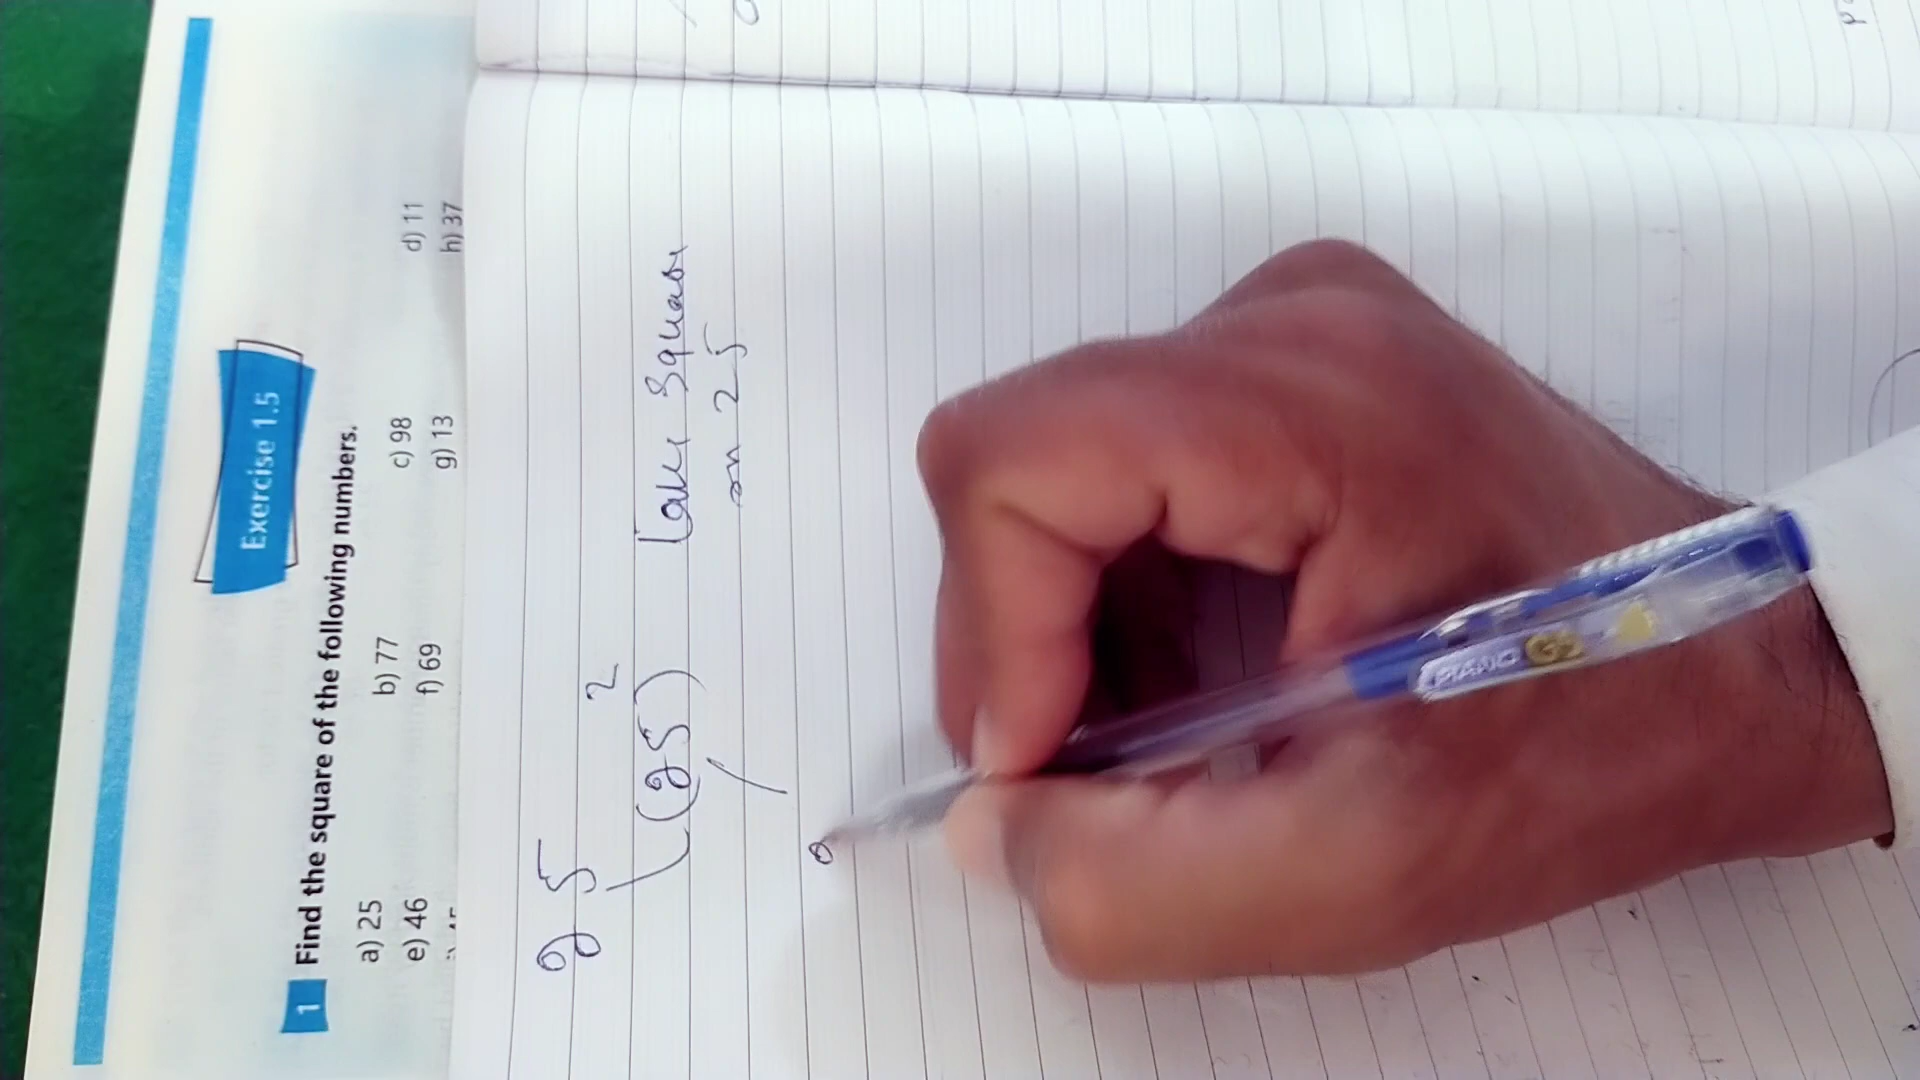 Exercise 1.5
1 Find the square of the following numbers.
a) 25 b) 77 c) 98 d) 11
e) 46 f) 69 g) 13 h) 37
25
(25)² Take Square
on 25
PIANO G2